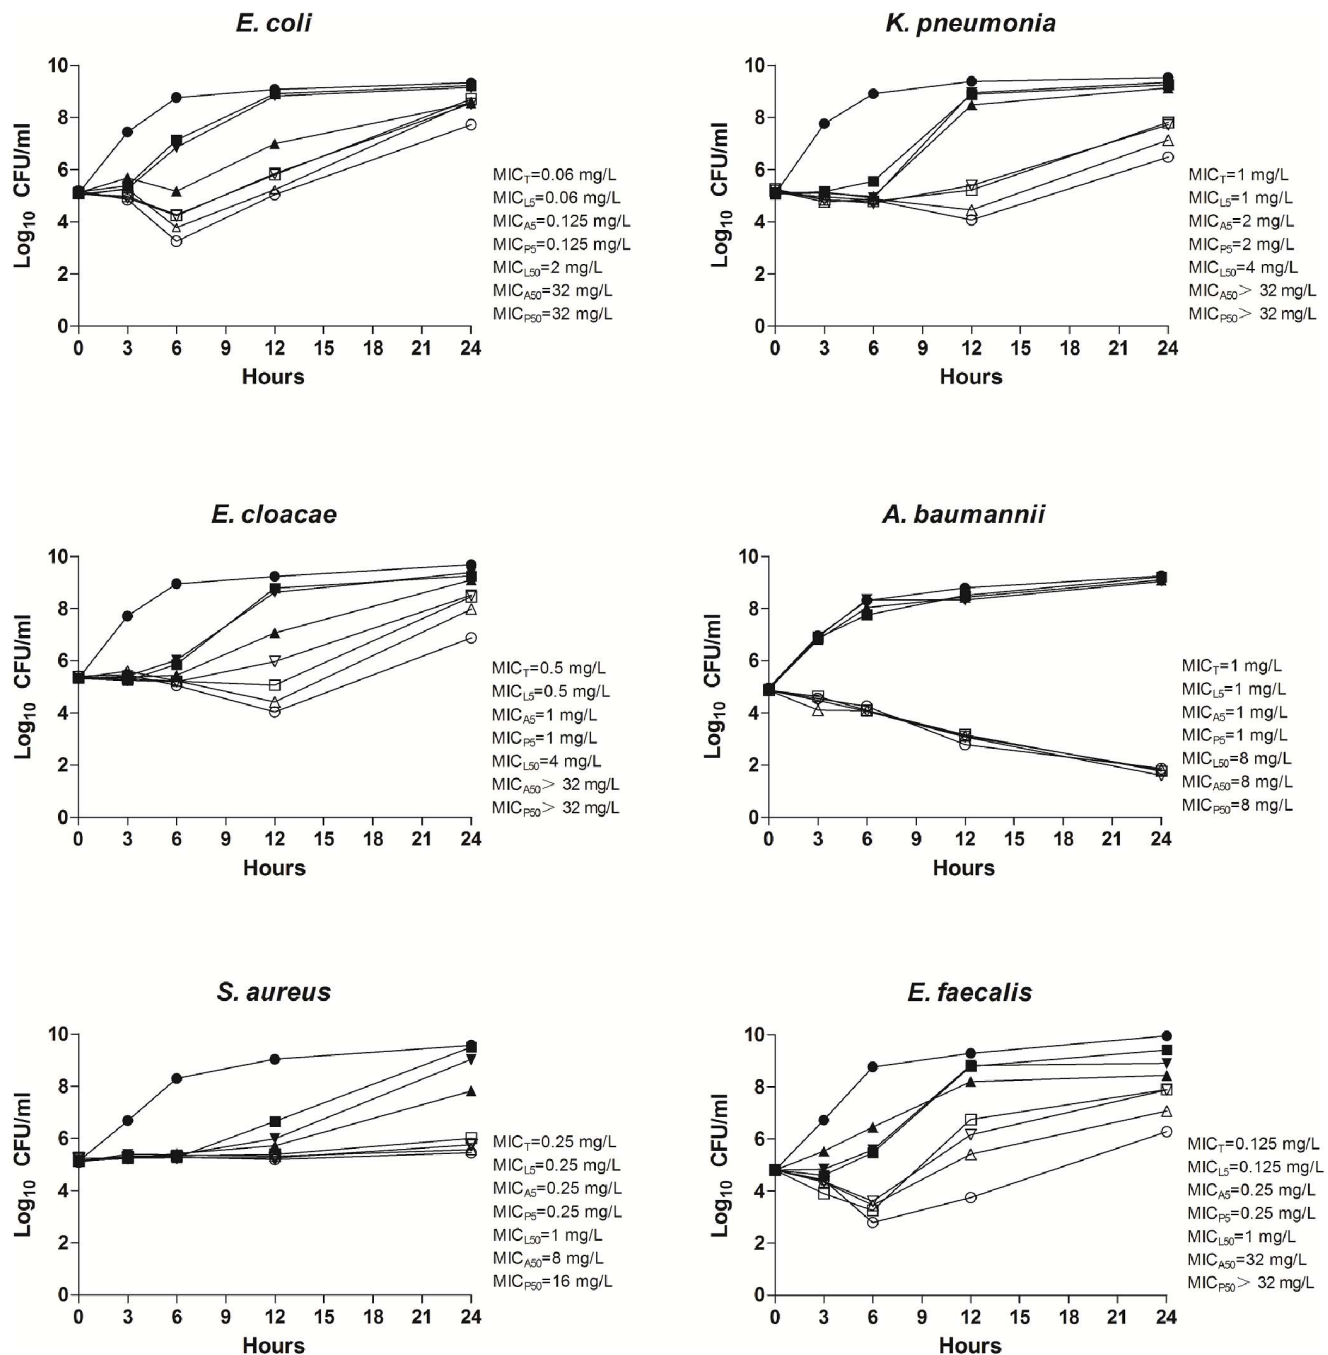 E. coli
10
8
6
4
2
0
Log10 CFU/ml
0 3 6 9 12 15 18 21 24
Hours
MICT=0.06 mg/L
MICL5=0.06 mg/L
MICA5=0.125 mg/L
MICP5=0.125 mg/L
MICL50=2 mg/L
MICA50=32 mg/L
MICP50=32 mg/L
K. pneumonia
10
8
6
4
2
0
Log10 CFU/ml
0 3 6 9 12 15 18 21 24
Hours
MICT=1 mg/L
MICL5=1 mg/L
MICA5=2 mg/L
MICP5=2 mg/L
MICL50=4 mg/L
MICA50> 32 mg/L
MICP50> 32 mg/L
E. cloacae
10
8
6
4
2
0
Log10 CFU/ml
0 3 6 9 12 15 18 21 24
Hours
MICT=0.5 mg/L
MICL5=0.5 mg/L
MICA5=1 mg/L
MICP5=1 mg/L
MICL50=4 mg/L
MICA50> 32 mg/L
MICP50> 32 mg/L
A. baumannii
10
8
6
4
2
0
Log10 CFU/ml
0 3 6 9 12 15 18 21 24
Hours
MICT=1 mg/L
MICL5=1 mg/L
MICA5=1 mg/L
MICP5=1 mg/L
MICL50=8 mg/L
MICA50=8 mg/L
MICP50=8 mg/L
S. aureus
10
8
6
4
2
0
Log10 CFU/ml
0 3 6 9 12 15 18 21 24
Hours
MICT=0.25 mg/L
MICL5=0.25 mg/L
MICA5=0.25 mg/L
MICP5=0.25 mg/L
MICL50=1 mg/L
MICA50=8 mg/L
MICP50=16 mg/L
E. faecalis
10
8
6
4
2
0
Log10 CFU/ml
0 3 6 9 12 15 18 21 24
Hours
MICT=0.125 mg/L
MICL5=0.125 mg/L
MICA5=0.25 mg/L
MICP5=0.25 mg/L
MICL50=1 mg/L
MICA50=32 mg/L
MICP50> 32 mg/L